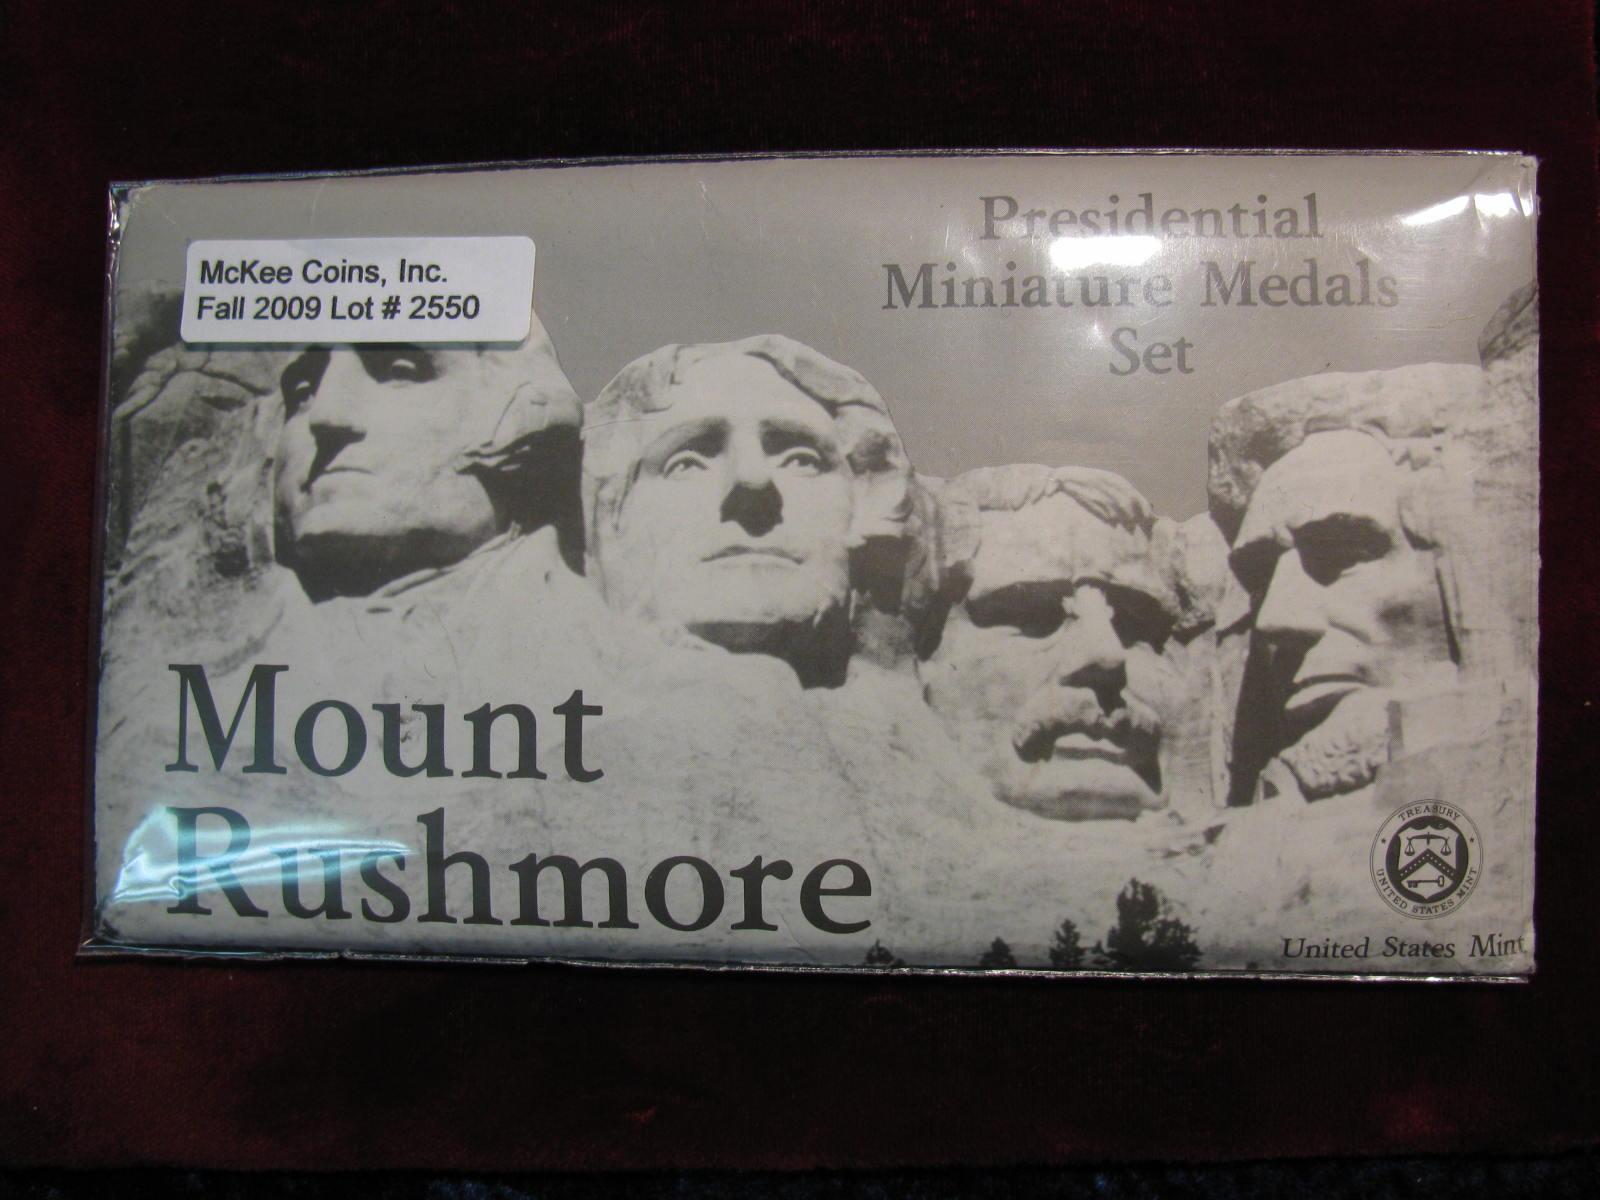 McKee Coins, Inc.
Fall 2009 Lot # 2550
Presidential
Miniature Medals
Set
Mount
Rushmore
TREASURY
UNITED STATES MINT
United States Mint